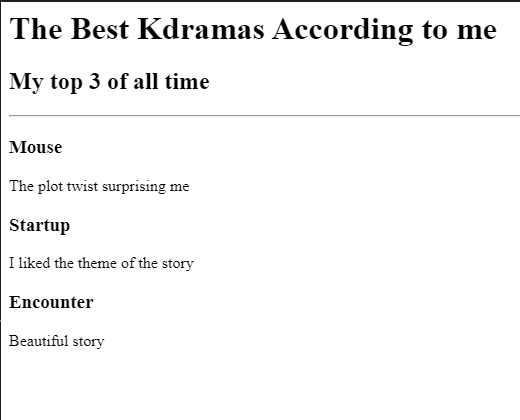 The Best Kdramas According to me
My top 3 of all time
Mouse
The plot twist surprising me
Startup
I liked the theme of the story
Encounter
Beautiful story